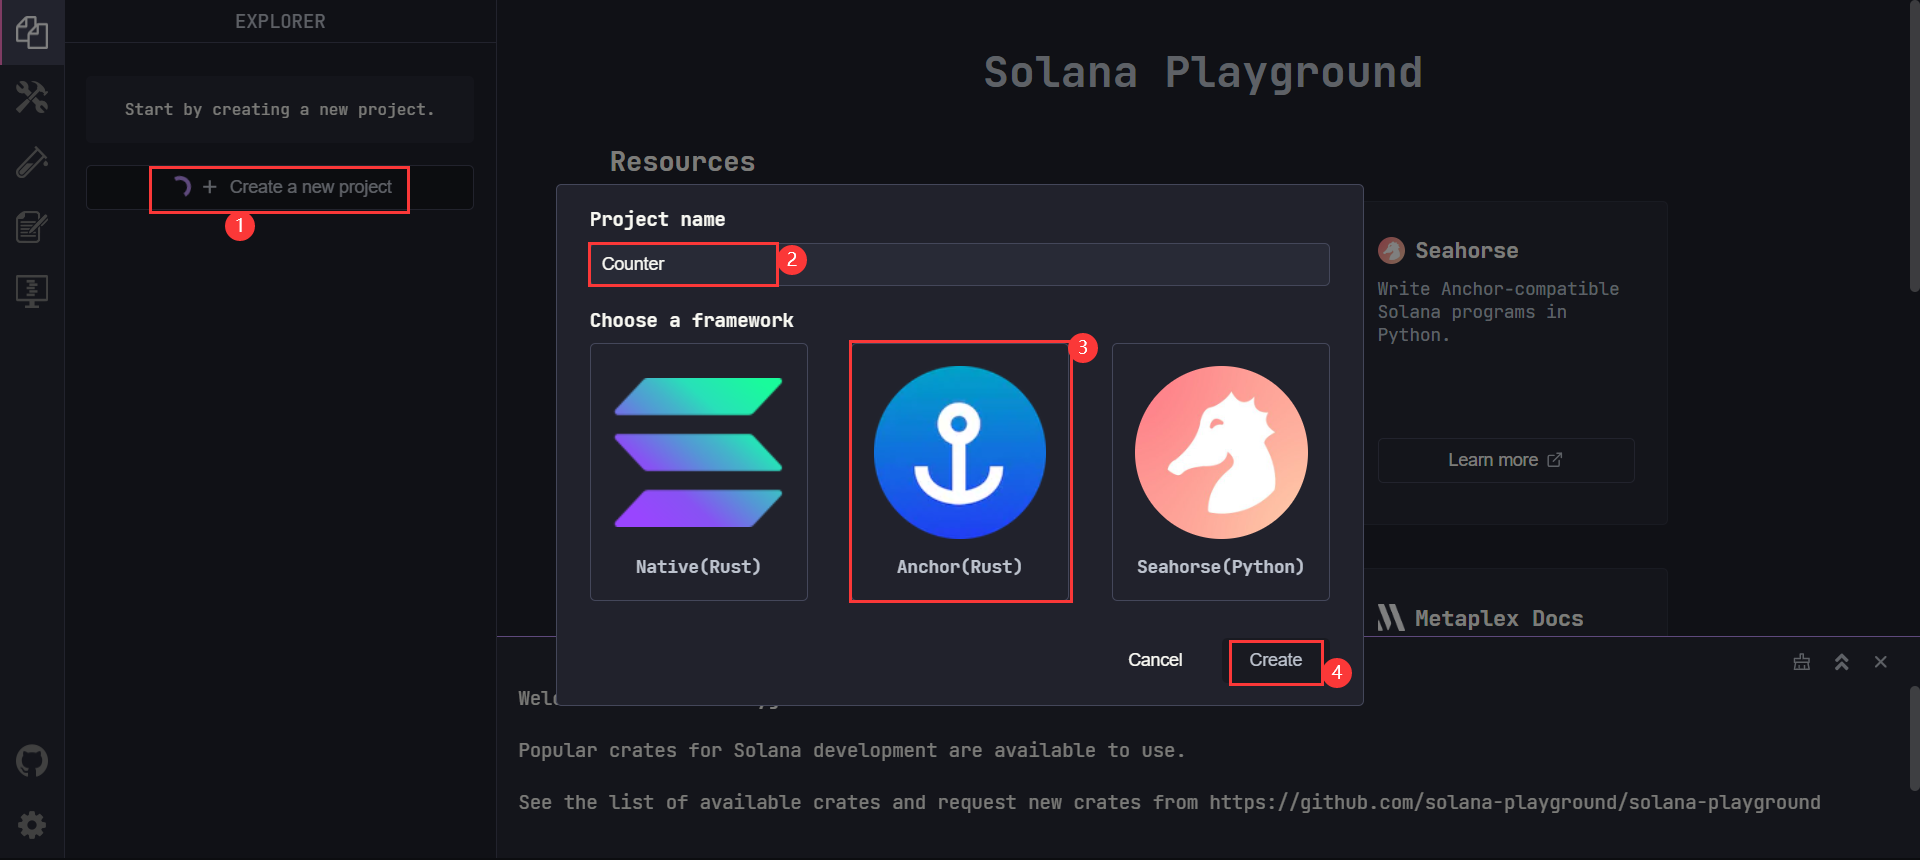 EXPLORER
Start by creating a new project.
+ Create a new project
1
Solana Playground
Resources
Project name
Counter
2
Choose a framework
3
Native(Rust)
Anchor(Rust)
Seahorse(Python)
Cancel
Create
4
Seahorse
Write Anchor-compatible
Solana programs in
Python.
Learn more
Metaplex Docs
Popular crates for Solana development are available to use.
See the list of available crates and request new crates from https://github.com/solana-playground/solana-playground